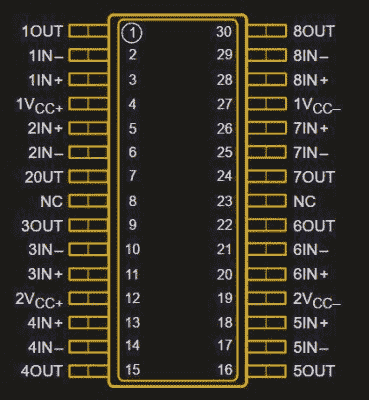 1OUT 1 30 8OUT
1IN– 2 29 8IN–
1IN+ 3 28 8IN+
1VCC+ 4 27 1VCC–
2IN+ 5 26 7IN+
2IN– 6 25 7IN–
2OUT 7 24 7OUT
NC 8 23 NC
3OUT 9 22 6OUT
3IN– 10 21 6IN–
3IN+ 11 20 6IN+
2VCC+ 12 19 2VCC–
4IN+ 13 18 5IN+
4IN– 14 17 5IN–
4OUT 15 16 5OUT